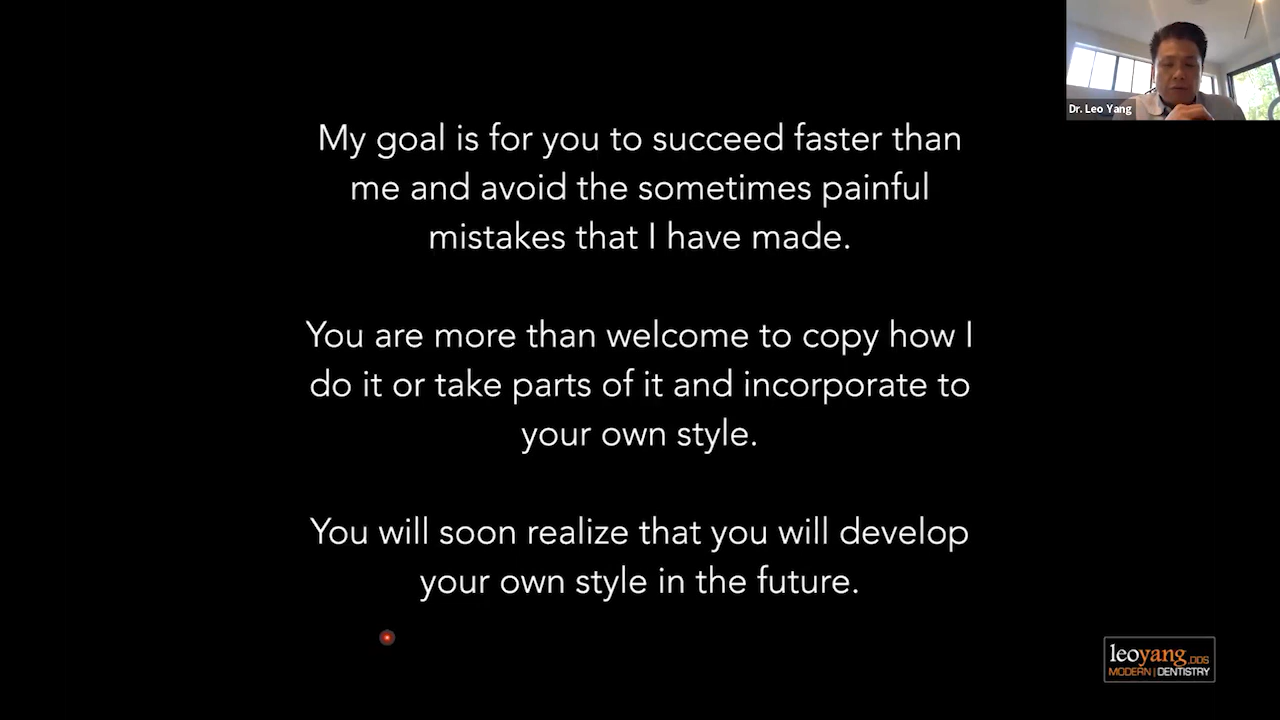 Dr. Leo Yang
My goal is for you to succeed faster than
me and avoid the sometimes painful
mistakes that I have made.
You are more than welcome to copy how I
do it or take parts of it and incorporate to
your own style.
You will soon realize that you will develop
your own style in the future.
leoyang.DDS
MODERN | DENTISTRY